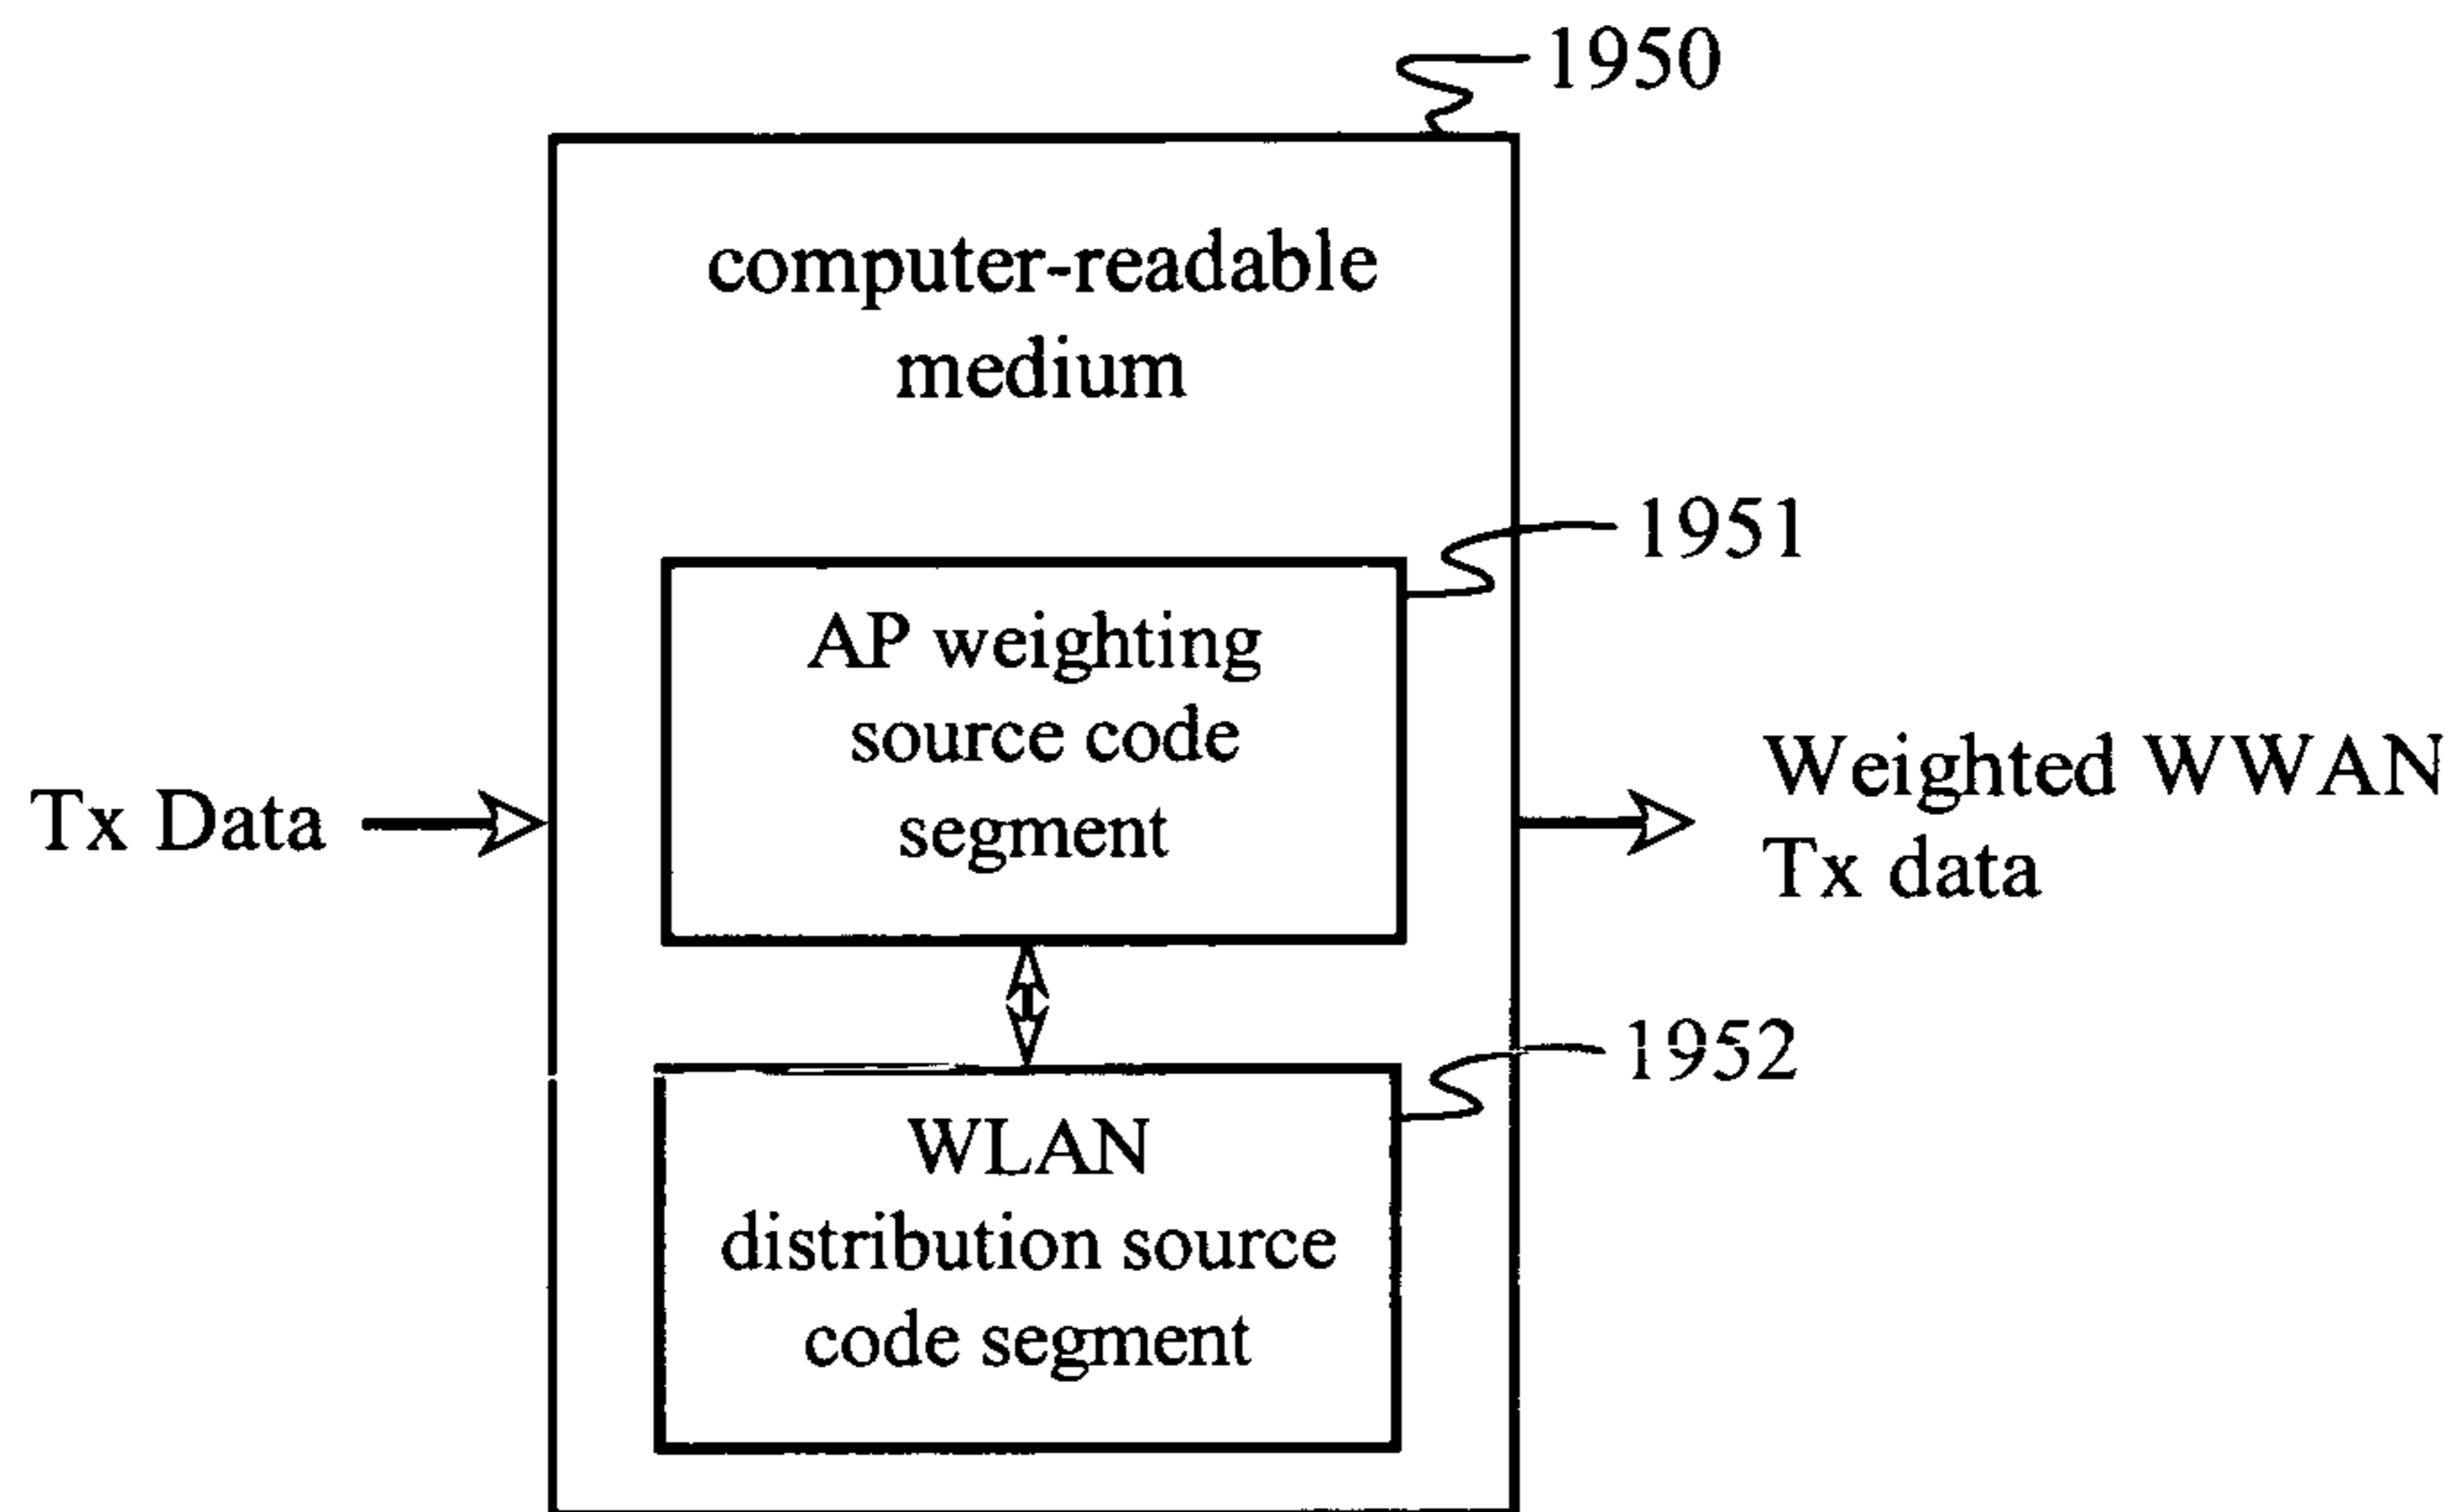 1950
computer-readable
medium
1951
AP weighting
source code
segment
Tx Data
Weighted WWAN
Tx data
1952
WLAN
distribution source
code segment